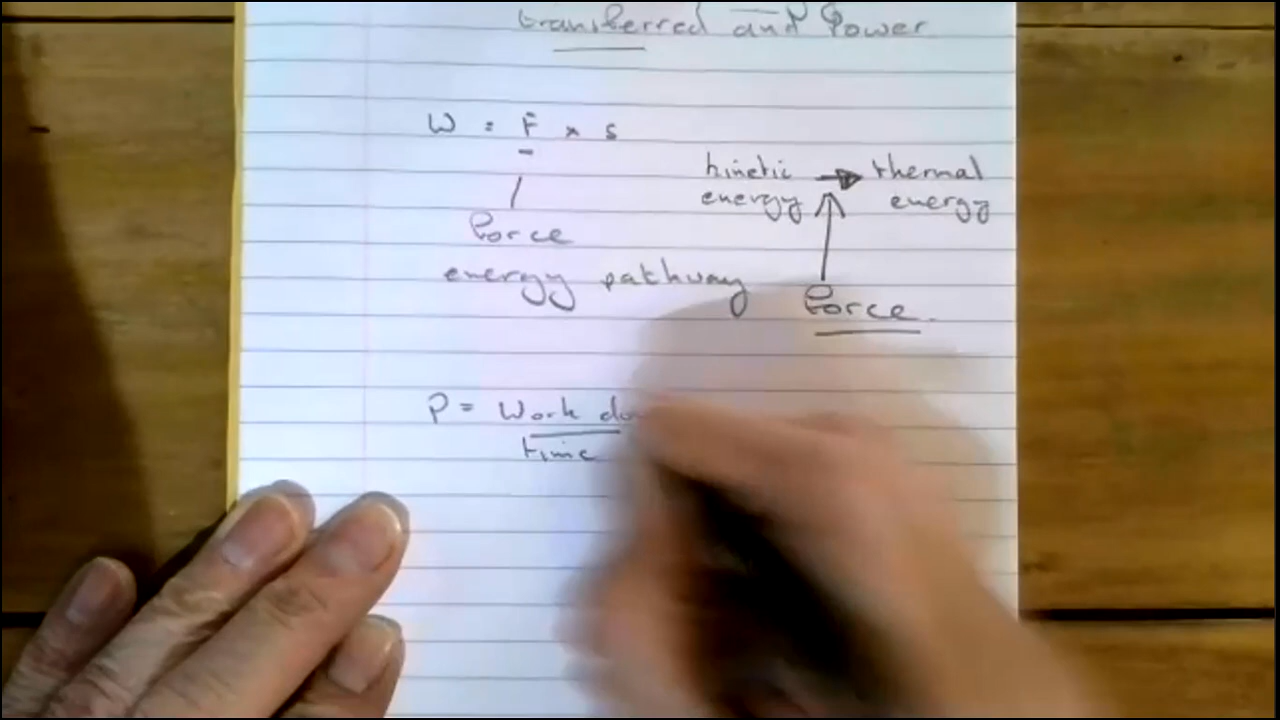 transferred and Power
W = F x s
kinetic → thermal
energy energy
Force
energy pathway
Force.
P = Work
time